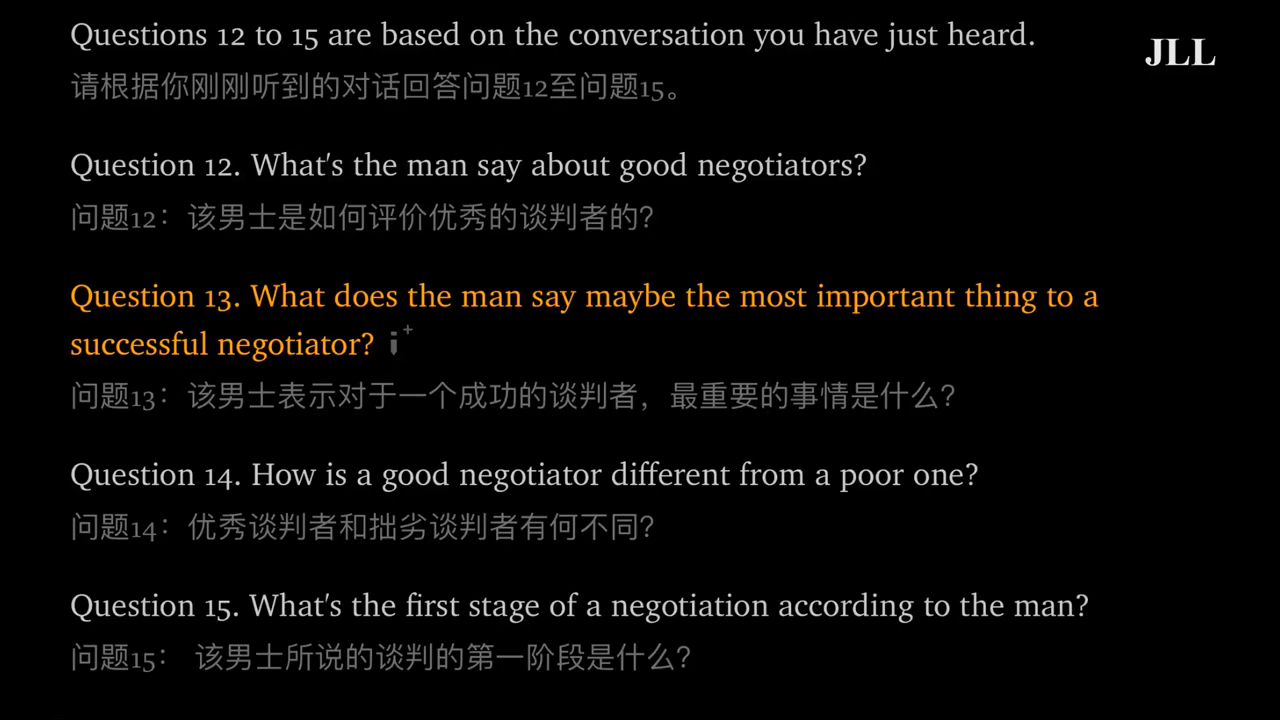 Questions 12 to 15 are based on the conversation you have just heard.
JLL
请根据你刚刚听到的对话回答问题12至问题15。
Question 12. What's the man say about good negotiators?
问题12：该男士是如何评价优秀的谈判者的？
Question 13. What does the man say maybe the most important thing to a
successful negotiator?
问题13：该男士表示对于一个成功的谈判者，最重要的事情是什么？
Question 14. How is a good negotiator different from a poor one?
问题14：优秀谈判者和拙劣谈判者有何不同？
Question 15. What's the first stage of a negotiation according to the man?
问题15： 该男士所说的谈判的第一阶段是什么？